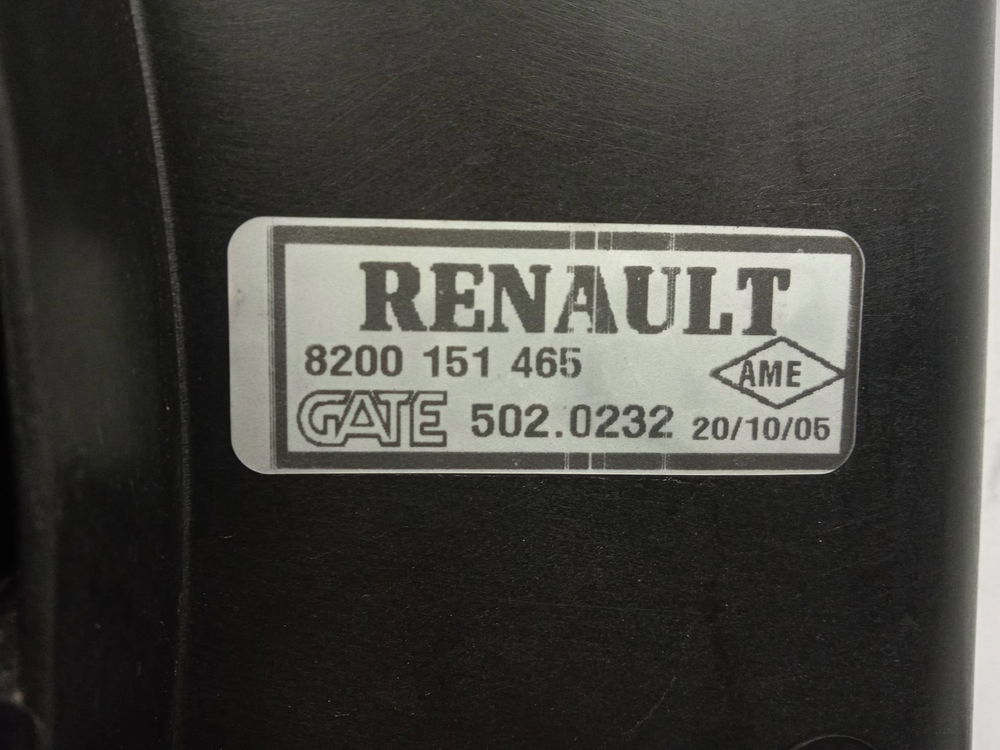 RENAULT
8200 151 465
AME
GATE 502.0232 20/10/05